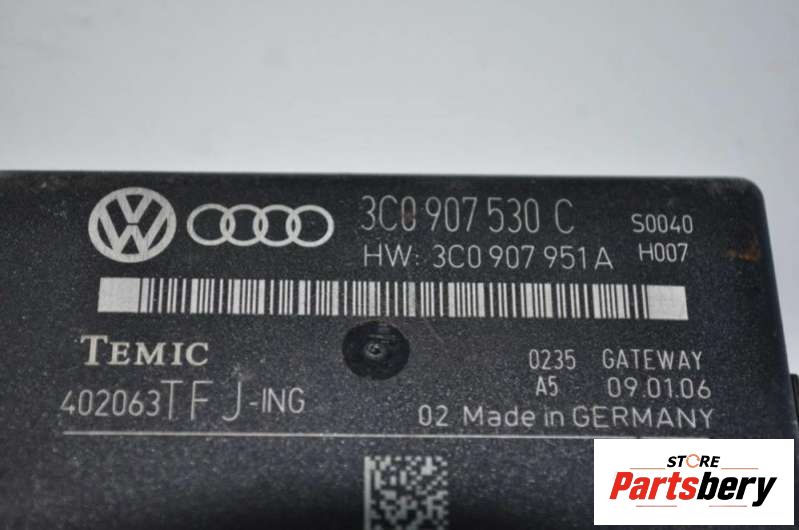 3C0 907 530 C S0040
HW: 3C0 907 951 A H007
TEMIC
0235 GATEWAY
402063TFJ-ING A5 09.01.06
02 Made in GERMANY
STORE
Partsbery